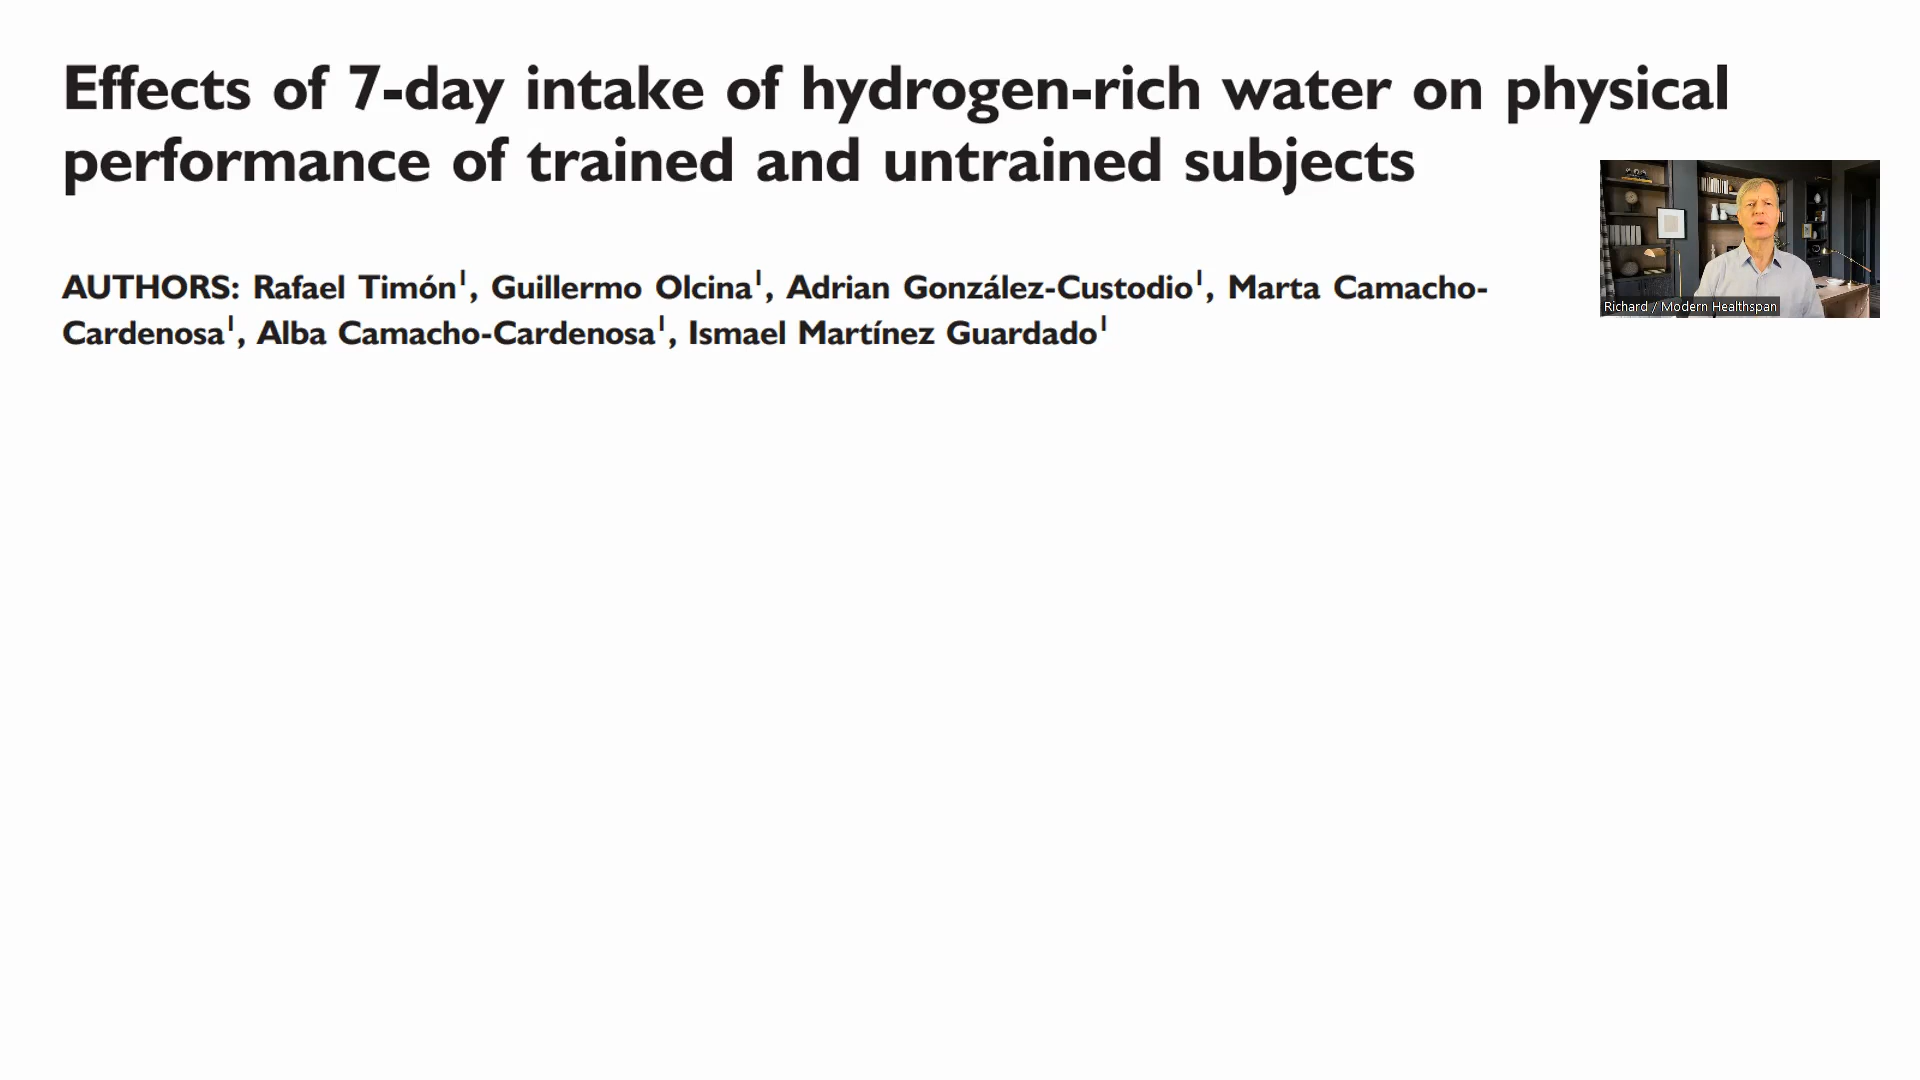 Effects of 7-day intake of hydrogen-rich water on physical
performance of trained and untrained subjects
AUTHORS: Rafael Timón¹, Guillermo Olcina¹, Adrian González-Custodio¹, Marta Camacho-
Cardenosa¹, Alba Camacho-Cardenosa¹, Ismael Martínez Guardado¹
Richard / Modern Healthspan